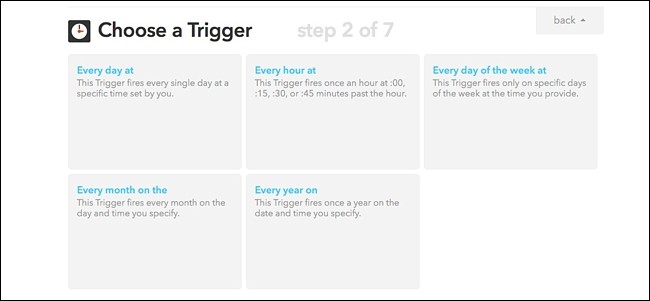 Choose a Trigger
step 2 of 7
back
Every day at
This Trigger fires every single day at a
specific time set by you.
Every hour at
This Trigger fires once an hour at :00,
:15, :30, or :45 minutes past the hour.
Every day of the week at
This Trigger fires only on specific days
of the week at the time you provide.
Every month on the
This Trigger fires every month on the
day and time you specify.
Every year on
This Trigger fires once a year on the
date and time you specify.